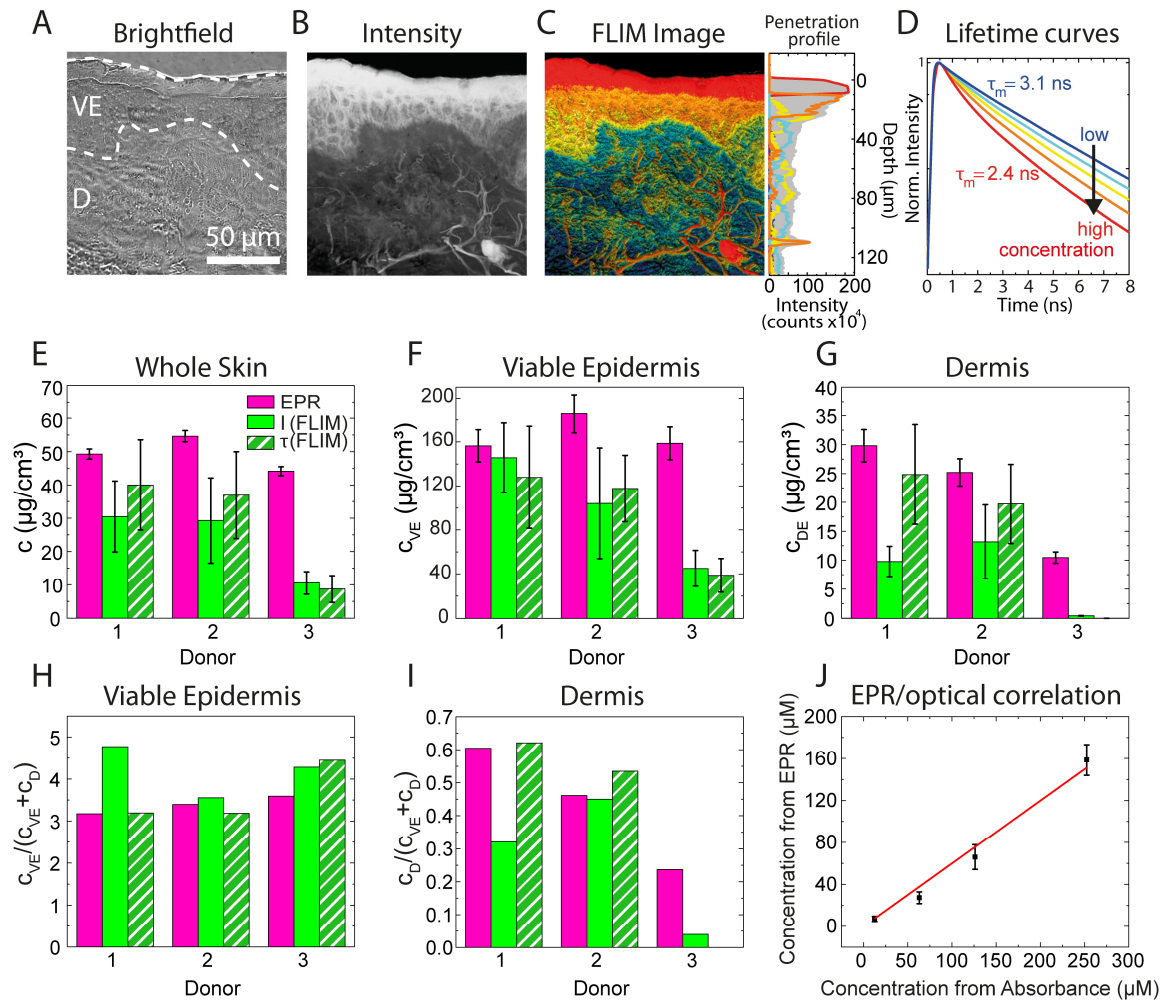 A
Brightfield
VE
D
50 µm
B
Intensity
C
FLIM Image
Penetration
profile
0
40
80
120
Depth (µm)
0 100 200
Intensity
(counts x10⁴)
D
Lifetime curves
1
Norm. Intensity
τm= 3.1 ns
low
τm= 2.4 ns
high
concentration
0 1 2 3 4 5 6 7 8
Time (ns)
E
Whole Skin
c (µg/cm³)
70
60
50
40
30
20
10
0
EPR
I (FLIM)
τ (FLIM)
1 2 3
Donor
F
Viable Epidermis
cVE (µg/cm³)
200
160
120
80
40
0
1 2 3
Donor
G
Dermis
cDE (µg/cm³)
40
35
30
25
20
15
10
5
0
1 2 3
Donor
H
Viable Epidermis
cVE/(cVE+cD)
5
4
3
2
1
0
1 2 3
Donor
I
Dermis
cD/(cVE+cD)
0.7
0.6
0.5
0.4
0.3
0.2
0.1
0.0
1 2 3
Donor
J
EPR/optical correlation
Concentration from EPR (µM)
200
160
120
80
40
0
0 50 100 150 200 250 300
Concentration from Absorbance (µM)